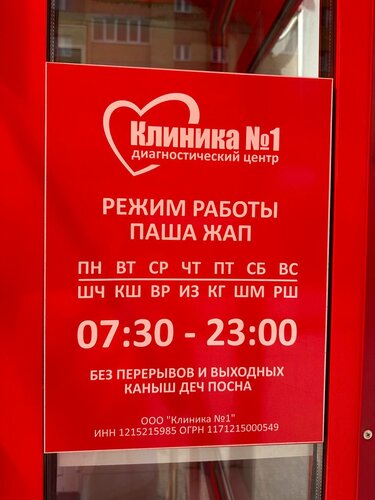 Клиника №1
диагностический центр
РЕЖИМ РАБОТЫ
ПАША ЖАП
ПН ВТ СР ЧТ ПТ СБ ВС
ШЧ КШ ВР ИЗ КГ ШМ РШ
07:30 - 23:00
БЕЗ ПЕРЕРЫВОВ И ВЫХОДНЫХ
КАНЫШ ДЕЧ ПОСНА
ООО "Клиника №1"
ИНН 1215215985 ОГРН 1171215000549